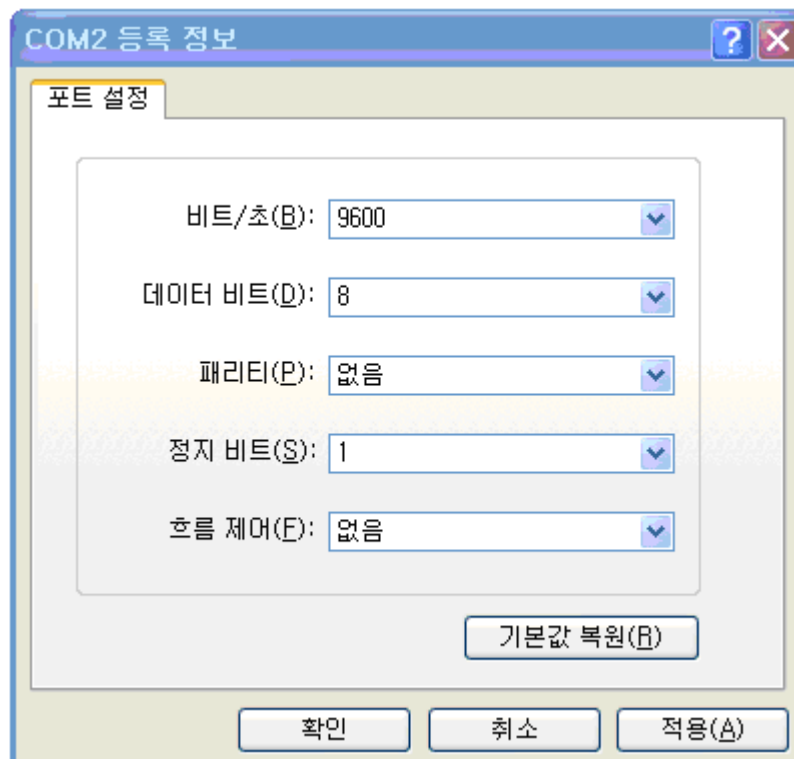 COM2 등록 정보
포트 설정
비트/초(B): 9600
데이터 비트(D): 8
패리티(P): 없음
정지 비트(S): 1
흐름 제어(F): 없음
기본값 복원(R)
확인 취소 적용(A)